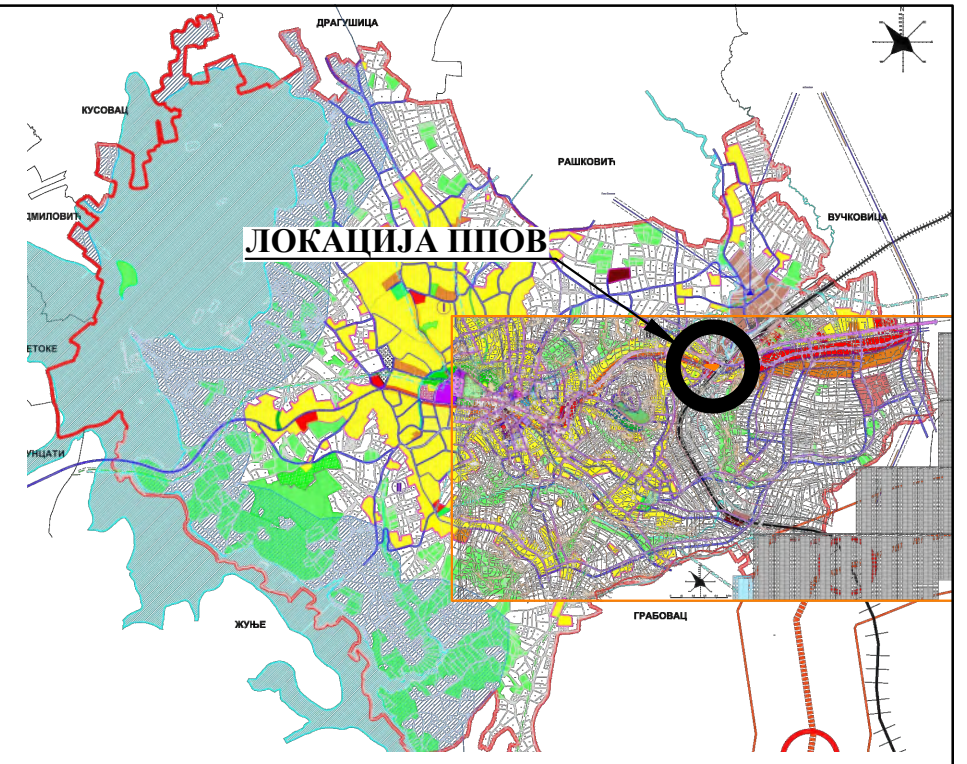 ДРАГУШИЦА
КУСОВАЦ
РАШКОВИЋ
ДМИЛОВИЋ
ВУЧКОВИЦА
ЛОКАЦИЈА ППОВ
ЕТОКЕ
УНЦАТИ
ГРАБОВАЦ
ЖУЊЕ